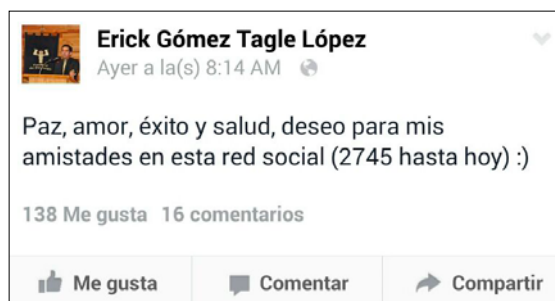 Erick Gómez Tagle López
Ayer a la(s) 8:14 AM
Paz, amor, éxito y salud, deseo para mis
amistades en esta red social (2745 hasta hoy) :)
138 Me gusta 16 comentarios
Me gusta Comentar Compartir